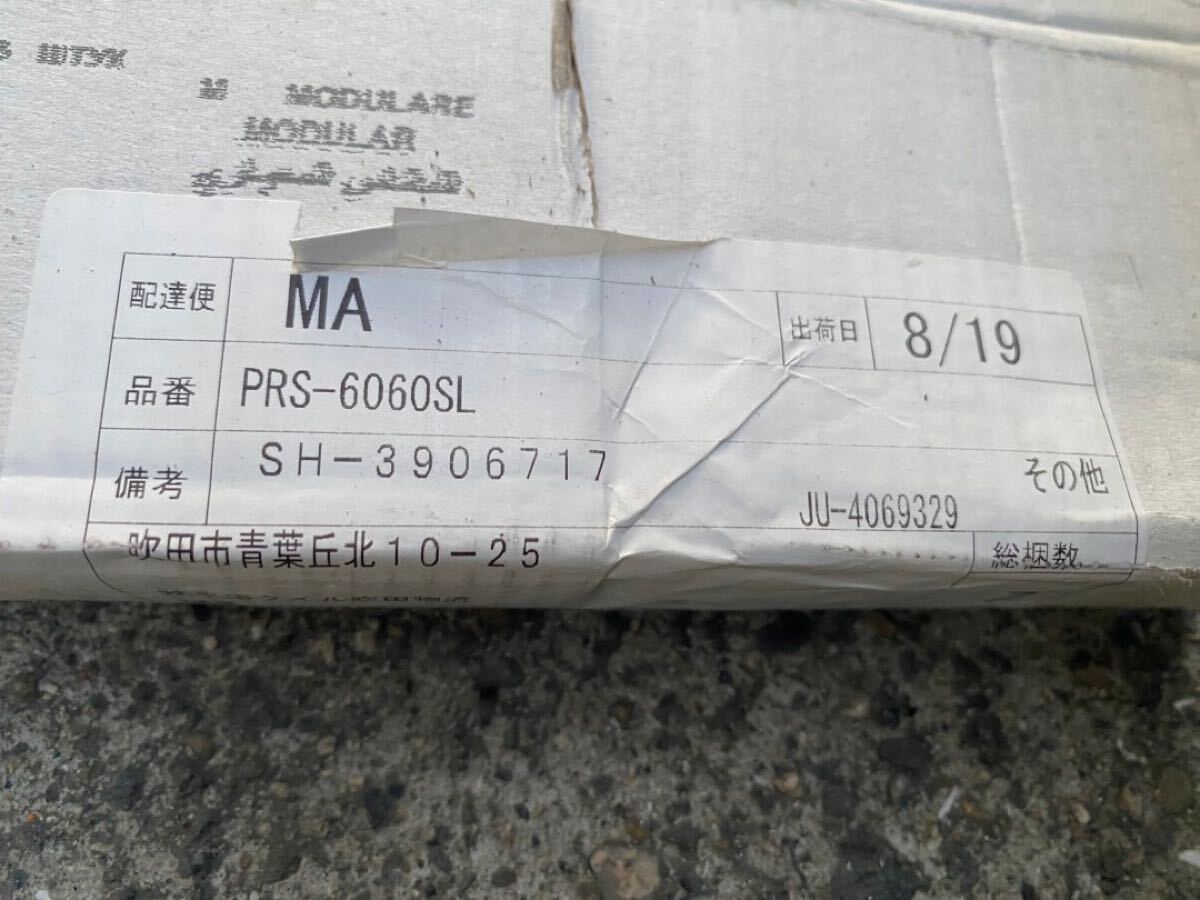 ШТУК
M MODULARE
MODULAR
配達便 MA 出荷日 8/19
品番 PRS-6060SL
備考 SH-3906717 その他
JU-4069329
吹田市青葉丘北10-25 総梱数